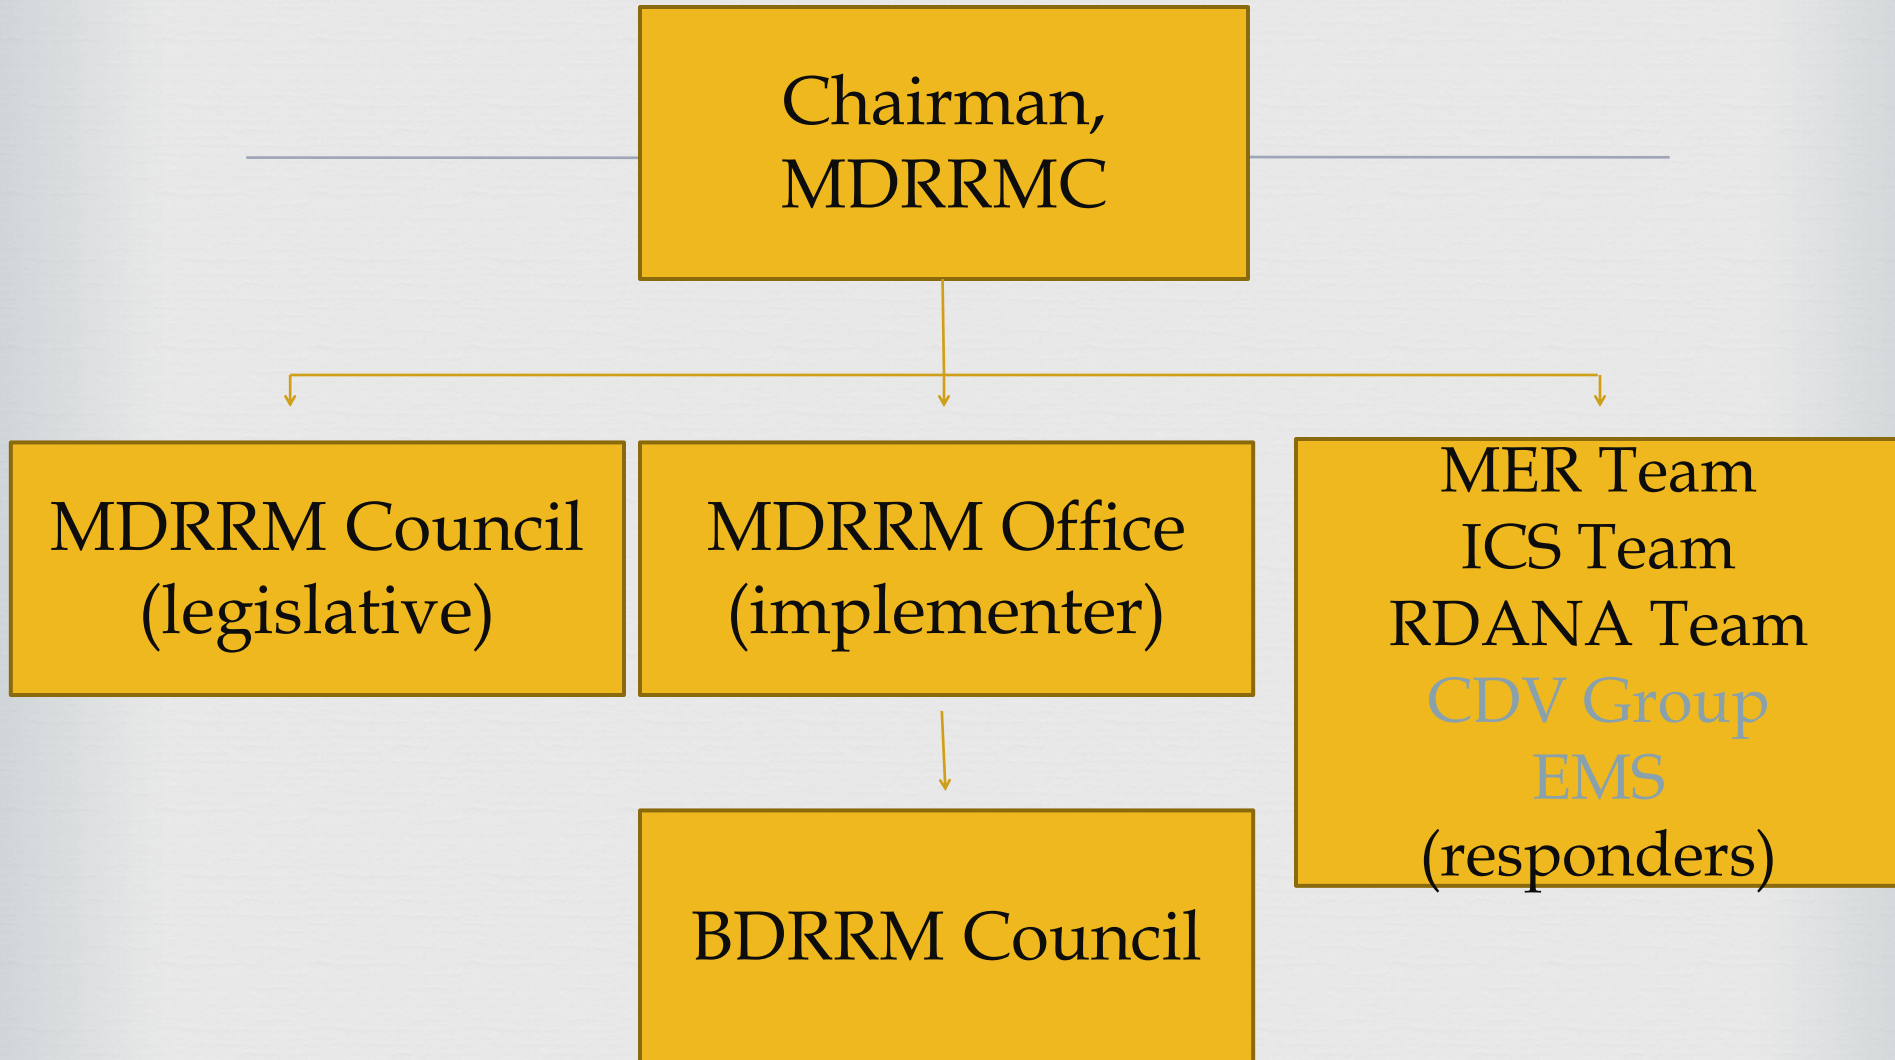 Chairman,
MDRRMC
MDRRM Council
(legislative)
MDRRM Office
(implementer)
MER Team
ICS Team
RDANA Team
CDV Group
EMS
(responders)
BDRRM Council